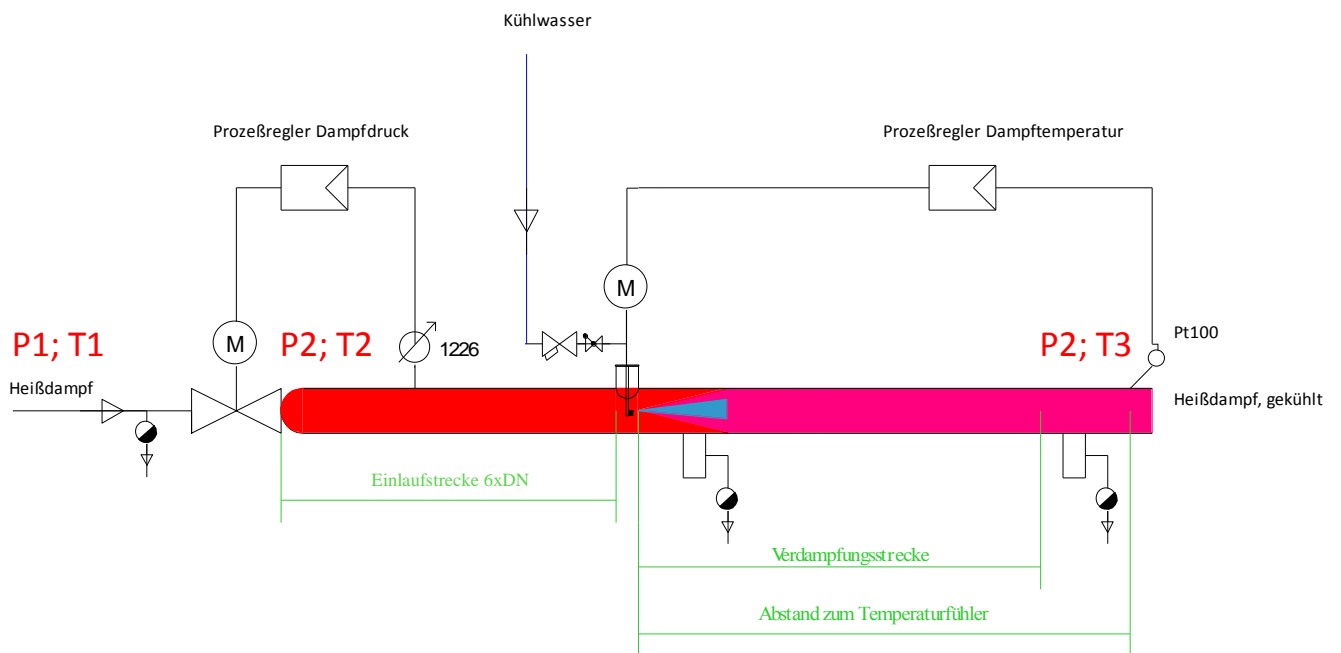 Kühlwasser
Prozeßregler Dampfdruck
Prozeßregler Dampftemperatur
M
P1; T1
M
P2; T2
1226
P2; T3
Pt100
Heißdampf
Heißdampf, gekühlt
Einlaufstrecke 6xDN
Verdampfungsstrecke
Abstand zum Temperaturfühler